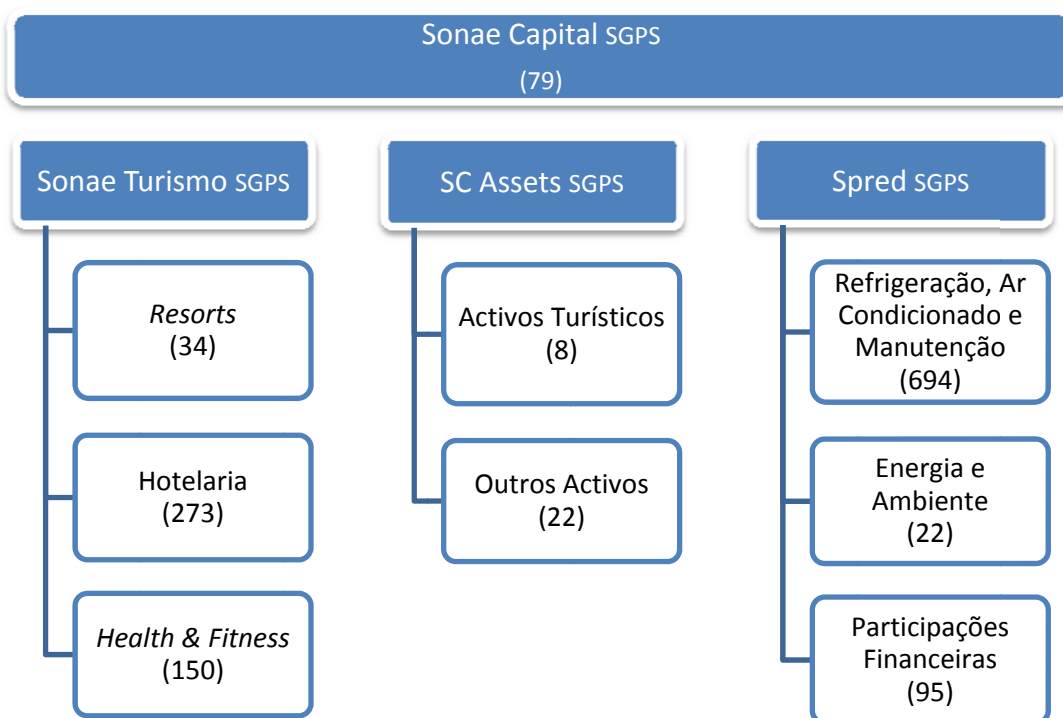 Sonae Capital SGPS
(79)
Sonae Turismo SGPS
Resorts
(34)
Hotelaria
(273)
Health & Fitness
(150)
SC Assets SGPS
Activos Turísticos
(8)
Outros Activos
(22)
Spred SGPS
Refrigeração, Ar
Condicionado e
Manutenção
(694)
Energia e
Ambiente
(22)
Participações
Financeiras
(95)